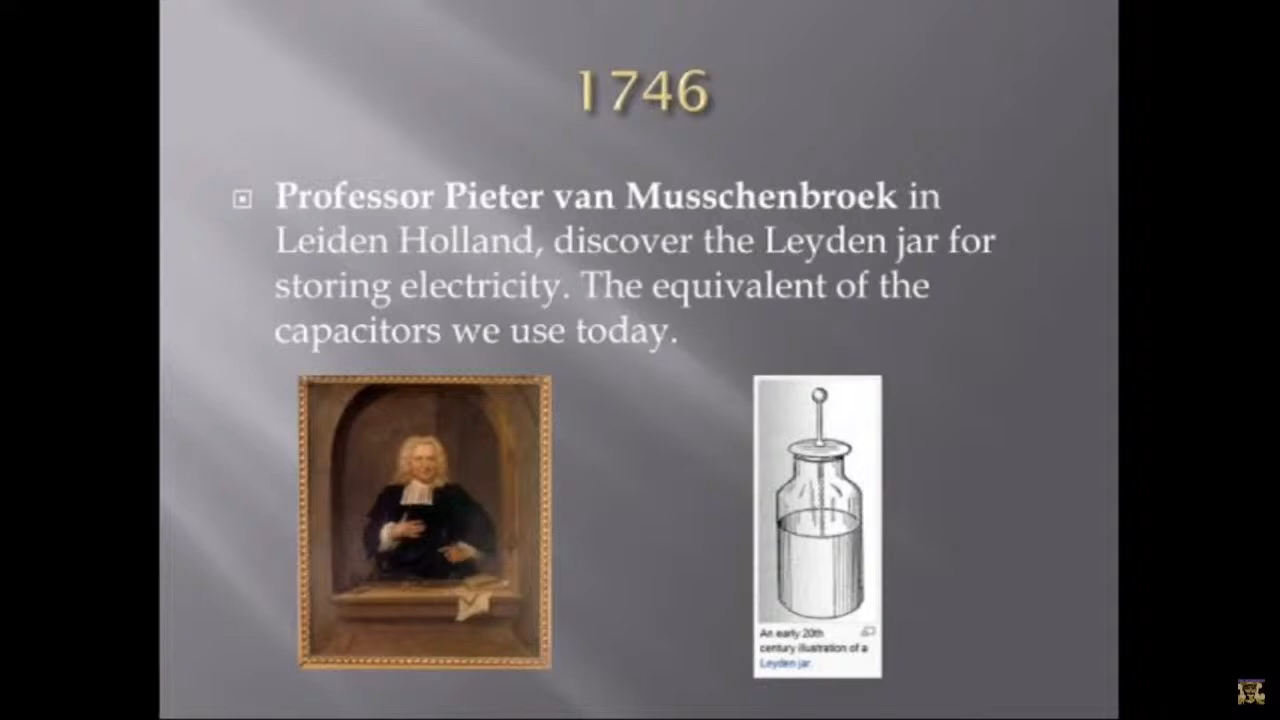 1746
Professor Pieter van Musschenbroek in
Leiden Holland, discover the Leyden jar for
storing electricity. The equivalent of the
capacitors we use today.
An early 20th
century illustration of a
Leyden jar.